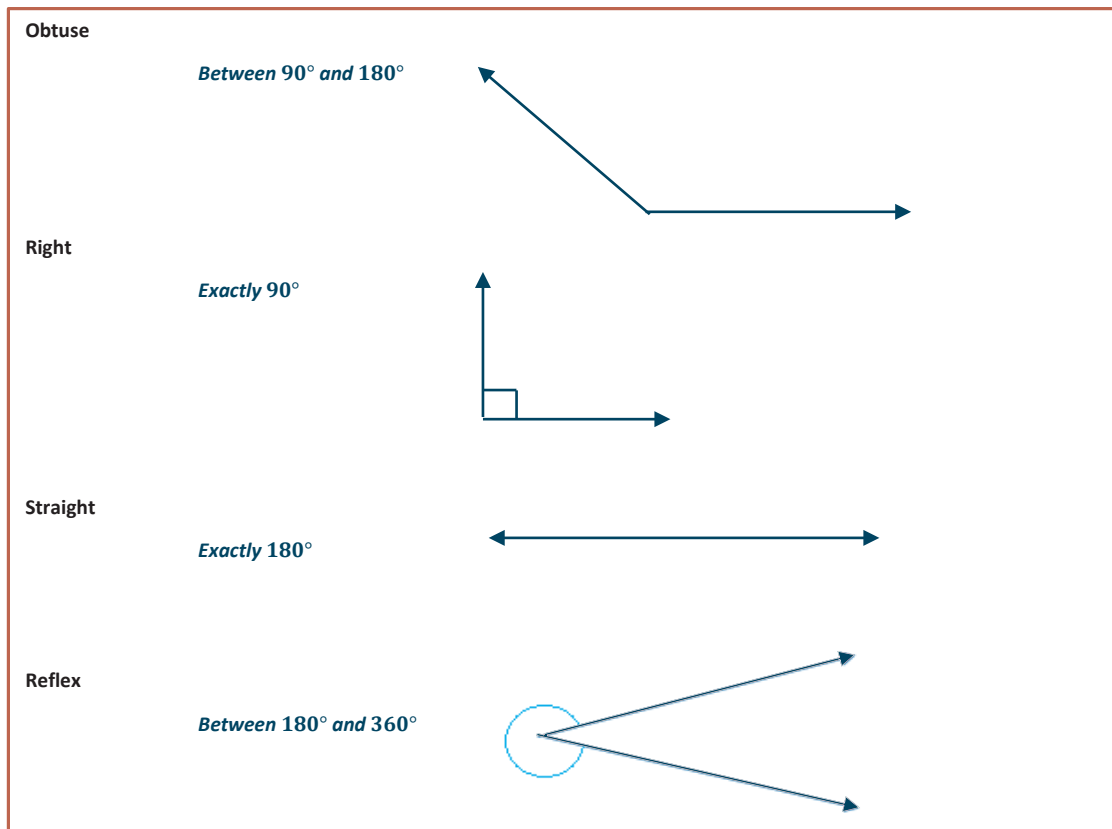 Obtuse
Between 90° and 180°
Right
Exactly 90°
Straight
Exactly 180°
Reflex
Between 180° and 360°